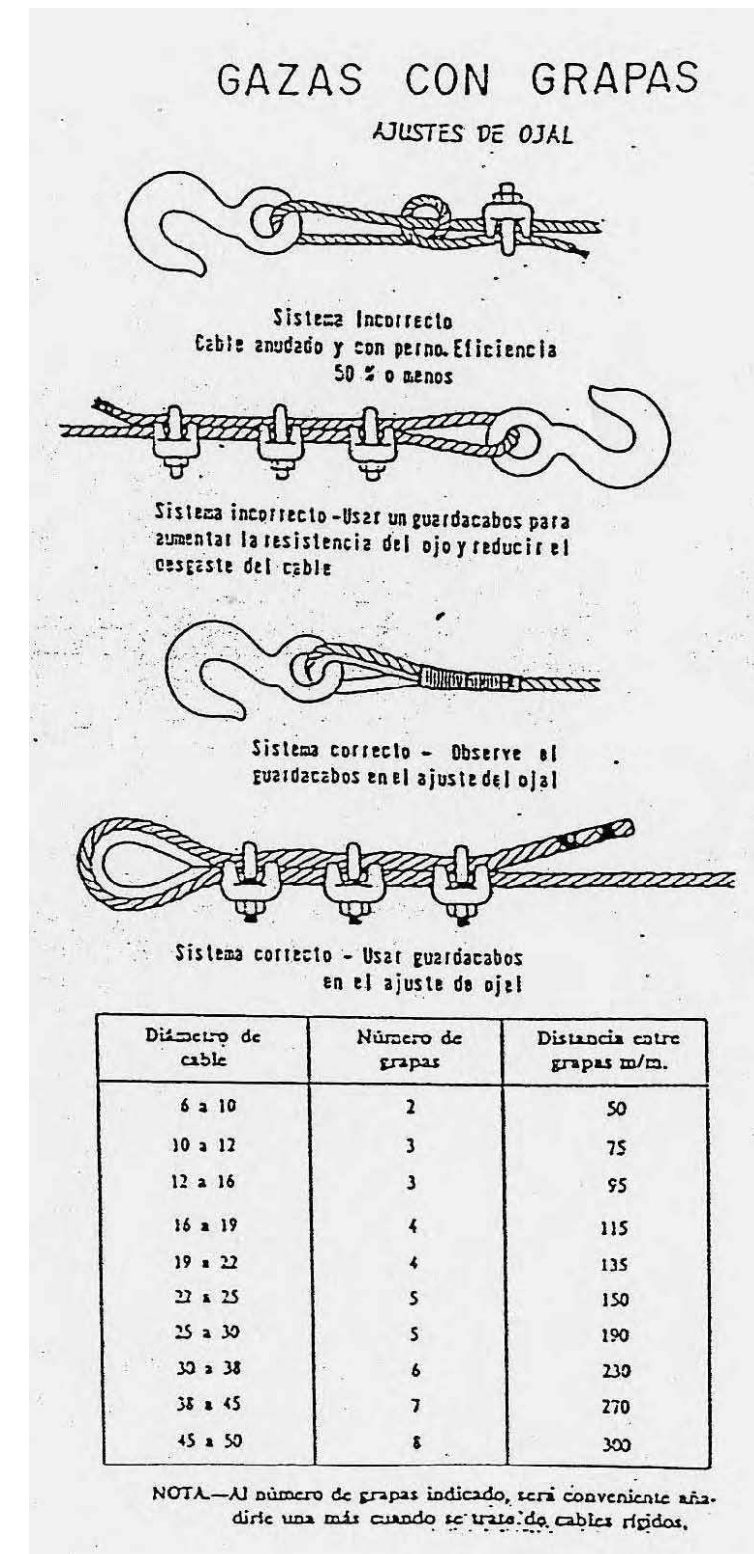 GAZAS CON GRAPAS
AJUSTES DE OJAL
Sistema Incorrecto
Cable anudado y con perno. Eficiencia
50 % o menos
Sistema incorrecto - Usar un guardacabos para
aumentar la resistencia del ojo y reducir el
desgaste del cable
Sistema correcto - Observe el
guardacabos en el ajuste del ojal
Sistema correcto - Usar guardacabos
en el ajuste de ojal
Diámetro de Número de Distancia entre
cable grapas grapas m/m.
6 a 10 2 50
10 a 12 3 75
12 a 16 3 95
16 a 19 4 115
19 a 22 4 135
22 a 25 5 150
25 a 30 5 190
30 a 38 6 230
38 a 45 7 270
45 a 50 8 300
NOTA.—Al número de grapas indicado, será conveniente aña-
dirle una más cuando se trate de cables rígidos.